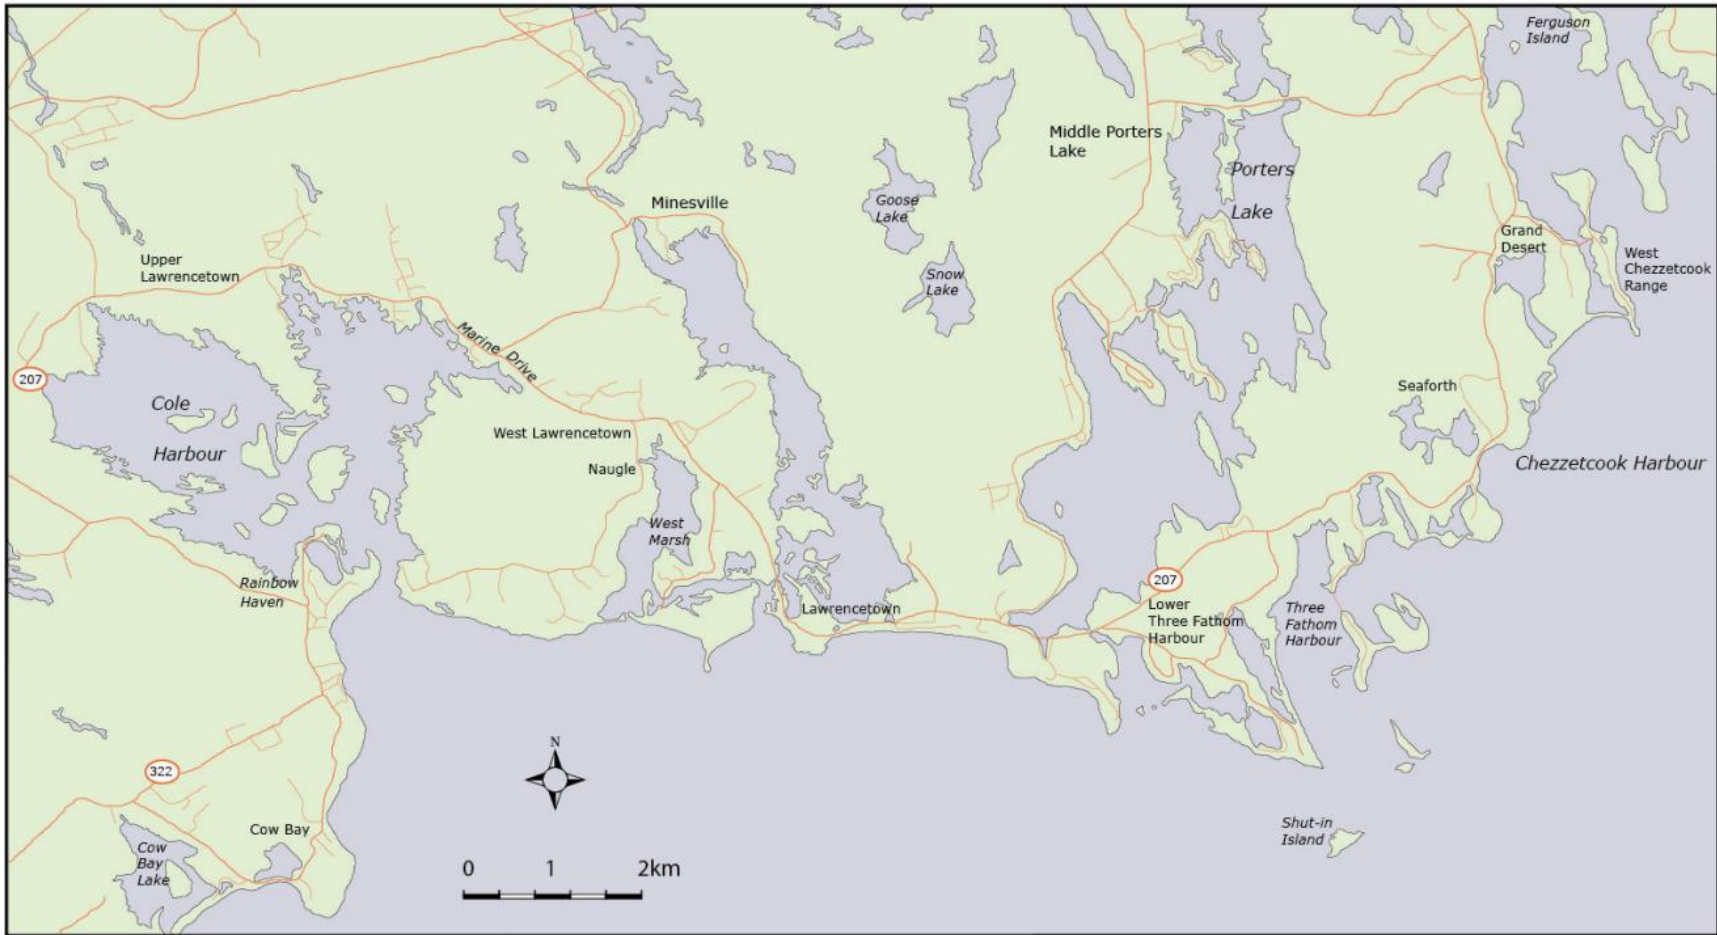 Ferguson
Island
Middle Porters
Lake
Porters
Lake
Goose
Lake
Minesville
Grand
Desert
West
Chezzetcook
Range
Upper
Lawrencetown
Snow
Lake
Marine Drive
207
Cole
Harbour
Seaforth
West Lawrencetown
Naugle
Chezzetcook Harbour
West
Marsh
Rainbow
Haven
207
Lawrencetown
Lower
Three Fathom
Harbour
Three
Fathom
Harbour
N
322
Cow Bay
Shut-in
Island
Cow
Bay
Lake
0 1 2km